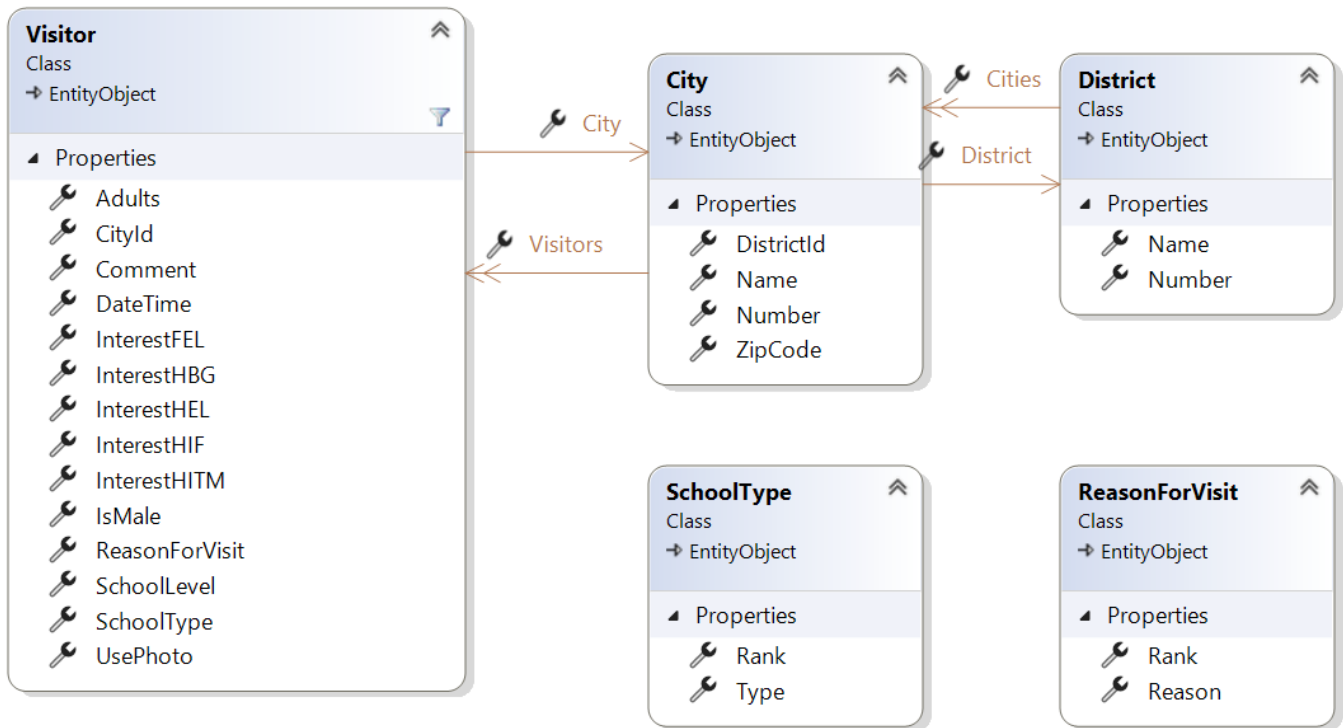 Visitor
Class
EntityObject
Properties
Adults
CityId
Comment
DateTime
InterestFEL
InterestHBG
InterestHEL
InterestHIF
InterestHITM
IsMale
ReasonForVisit
SchoolLevel
SchoolType
UsePhoto
City
Visitors
City
Class
EntityObject
Properties
DistrictId
Name
Number
ZipCode
Cities
District
District
Class
EntityObject
Properties
Name
Number
SchoolType
Class
EntityObject
Properties
Rank
Type
ReasonForVisit
Class
EntityObject
Properties
Rank
Reason